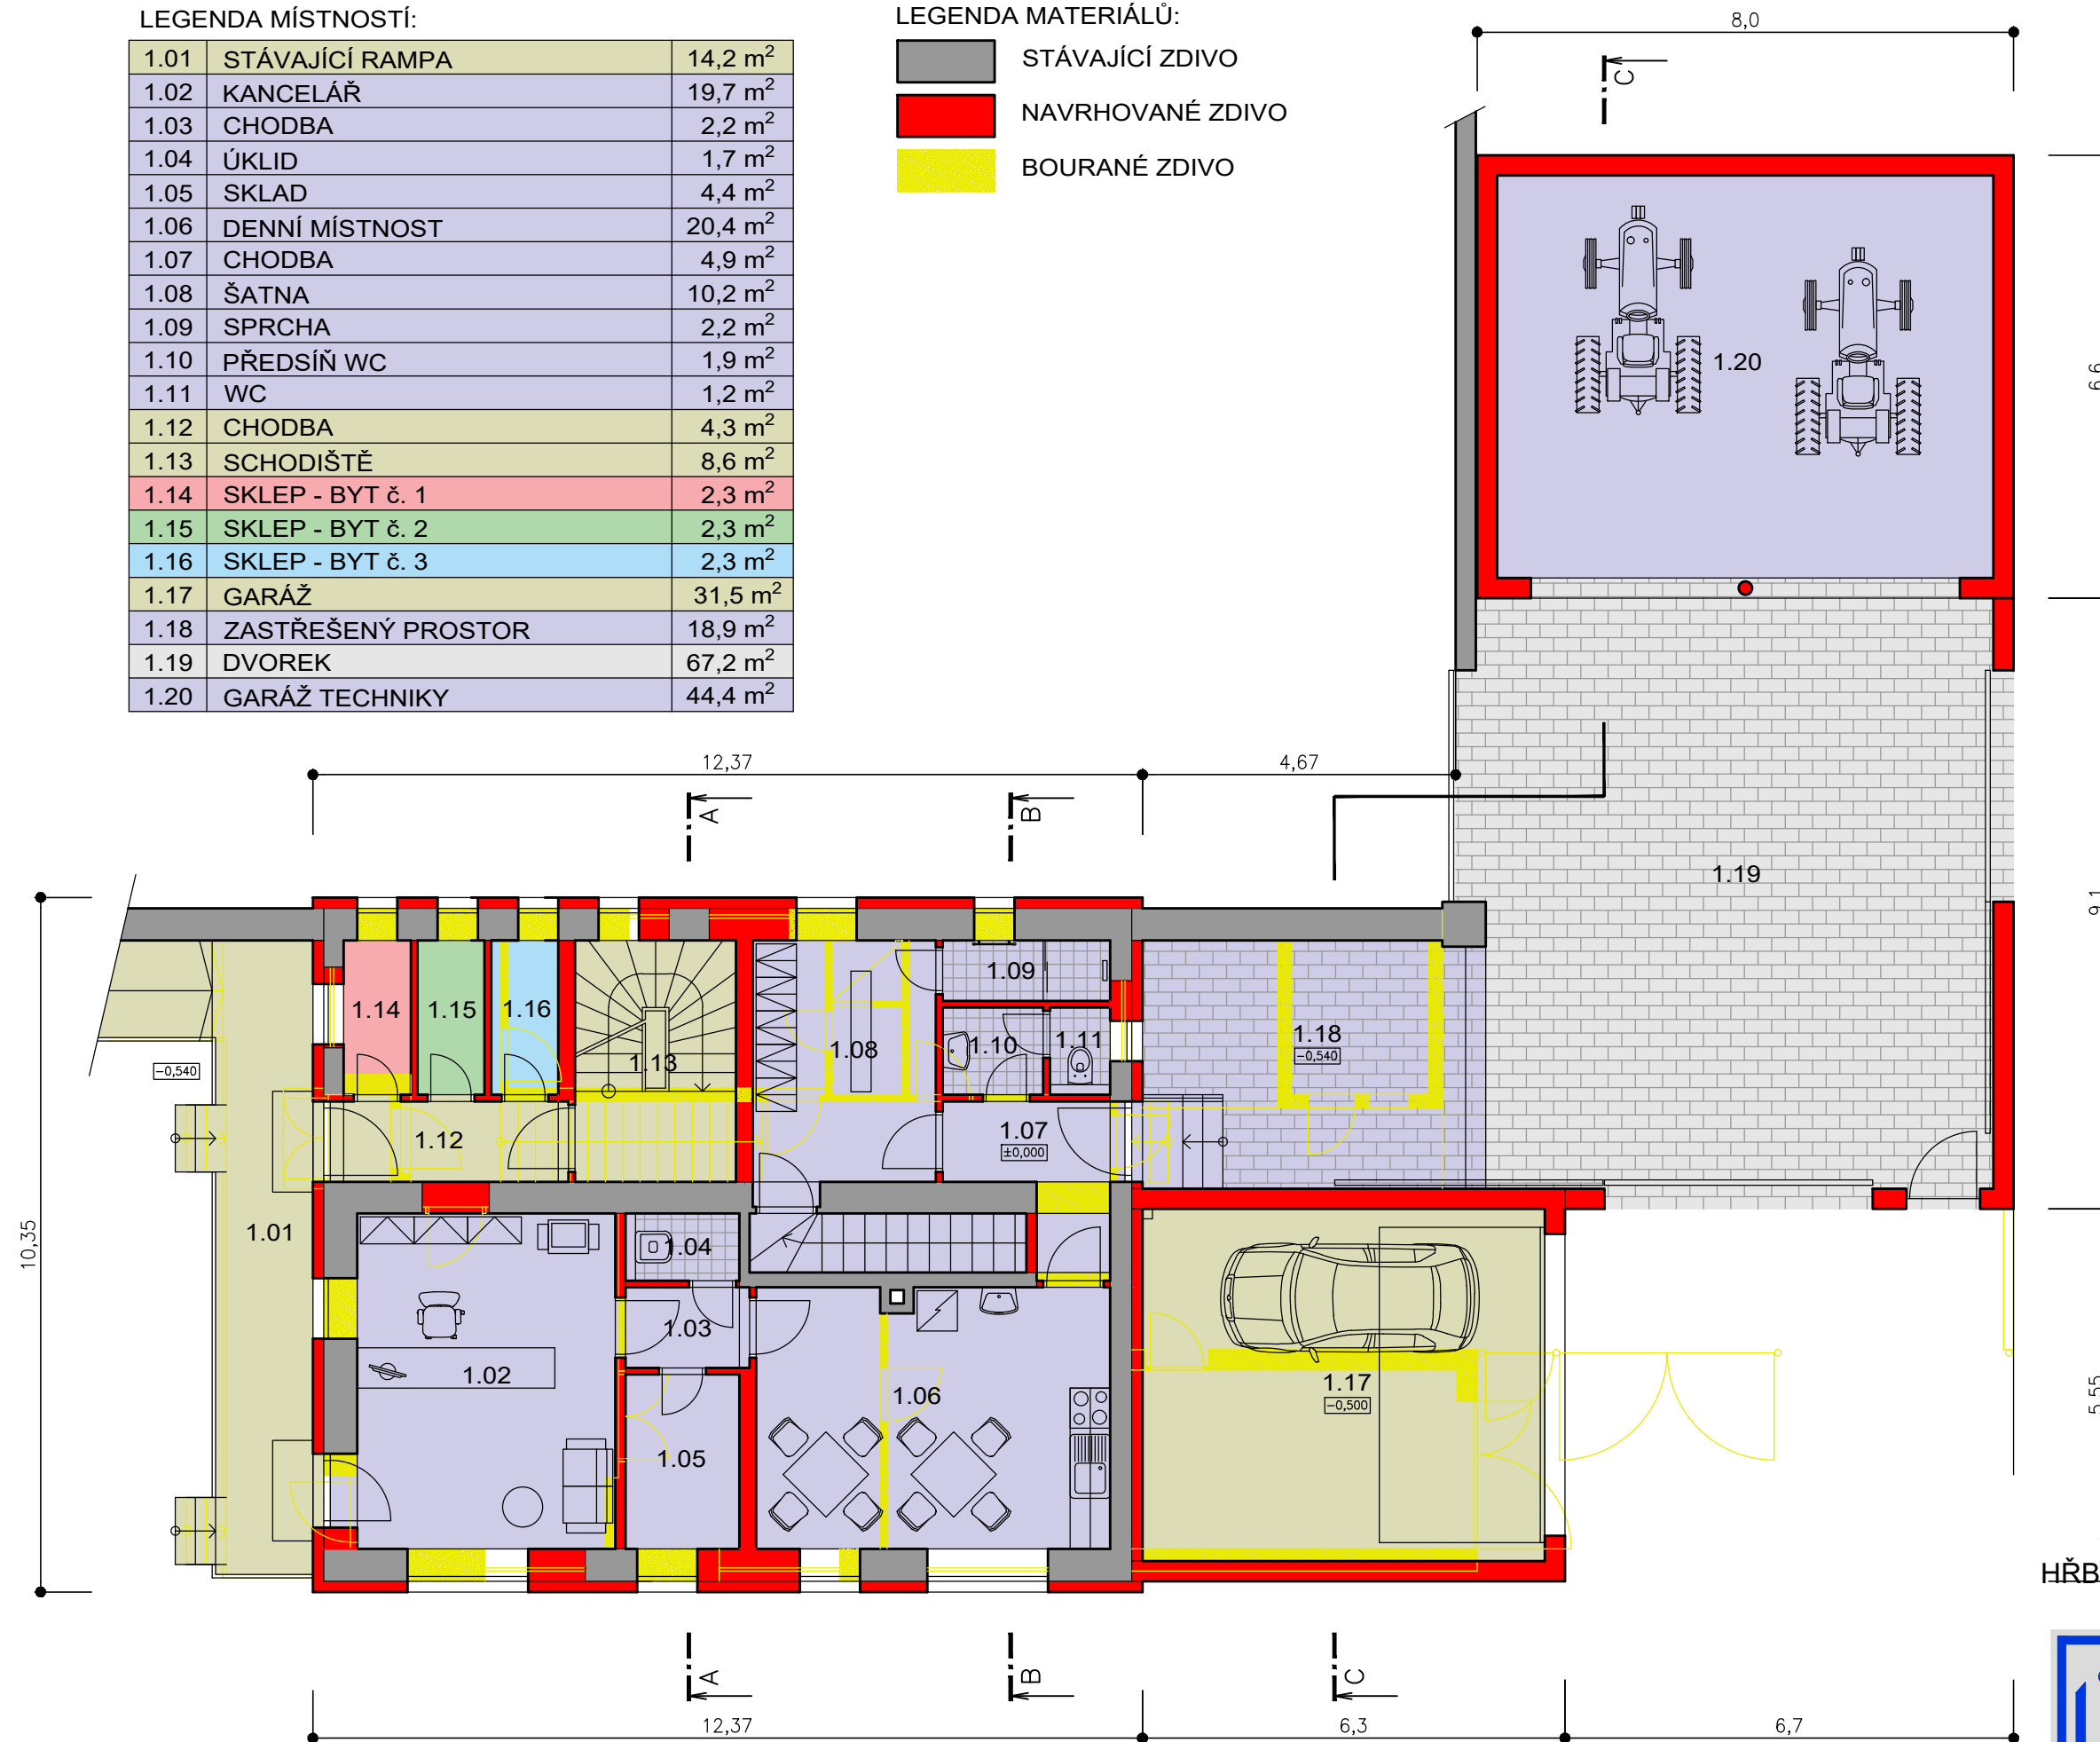 LEGENDA MÍSTNOSTÍ:
1.01 STÁVAJÍCÍ RAMPA 14,2 m²
1.02 KANCELÁŘ 19,7 m²
1.03 CHODBA 2,2 m²
1.04 ÚKLID 1,7 m²
1.05 SKLAD 4,4 m²
1.06 DENNÍ MÍSTNOST 20,4 m²
1.07 CHODBA 4,9 m²
1.08 ŠATNA 10,2 m²
1.09 SPRCHA 2,2 m²
1.10 PŘEDSÍŇ WC 1,9 m²
1.11 WC 1,2 m²
1.12 CHODBA 4,3 m²
1.13 SCHODIŠTĚ 8,6 m²
1.14 SKLEP - BYT č. 1 2,3 m²
1.15 SKLEP - BYT č. 2 2,3 m²
1.16 SKLEP - BYT č. 3 2,3 m²
1.17 GARÁŽ 31,5 m²
1.18 ZASTŘEŠENÝ PROSTOR 18,9 m²
1.19 DVOREK 67,2 m²
1.20 GARÁŽ TECHNIKY 44,4 m²
LEGENDA MATERIÁLŮ:
STÁVAJÍCÍ ZDIVO
NAVRHOVANÉ ZDIVO
BOURANÉ ZDIVO
8,0
C
1.20
6,6
12,37
4,67
A
B
1.19
9,1
1.09
1.14
1.15
1.16
1.13
1.08
1.10
1.11
1.18
-0,540
-0,540
1.12
1.07
±0,000
1.01
10,35
1.04
1.03
1.02
1.06
1.17
-0,500
5,55
1.05
HŘB
A
B
C
12,37
6,3
6,7